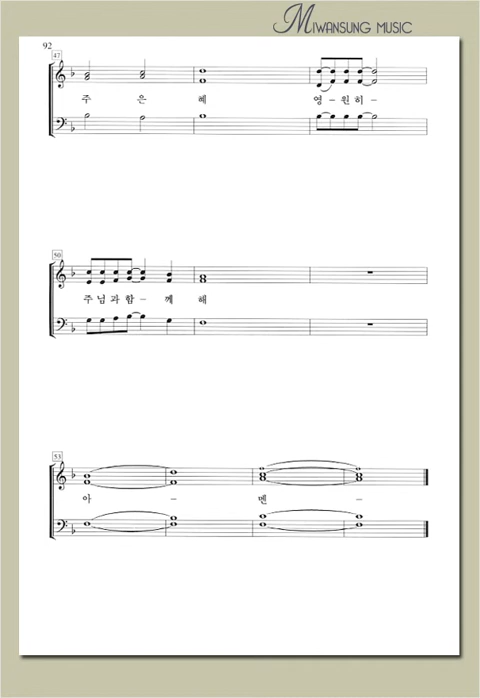 MIWANSUNG MUSIC
92
47
주 은 혜 영-원히-
50
주님과함-께 해
53
아 - 멘 -